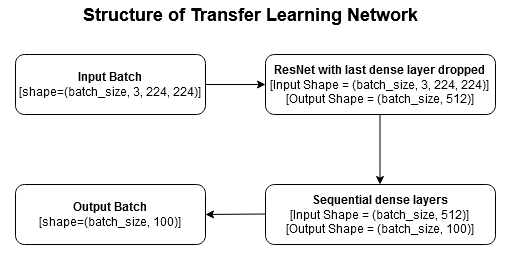 Structure of Transfer Learning Network
Input Batch
[shape=(batch_size, 3, 224, 224)]
ResNet with last dense layer dropped
[Input Shape = (batch_size, 3, 224, 224)]
[Output Shape = (batch_size, 512)]
Output Batch
[shape=(batch_size, 100)]
Sequential dense layers
[Input Shape = (batch_size, 512)]
[Output Shape = (batch_size, 100)]